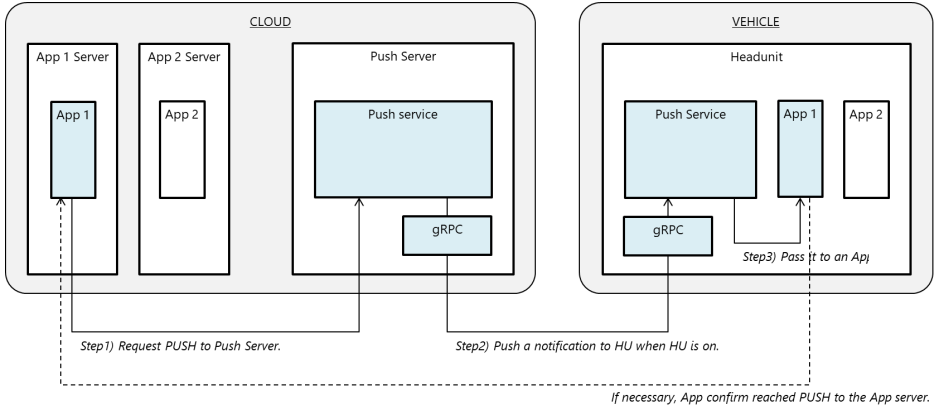 CLOUD
VEHICLE
App 1 Server
App 2 Server
Push Server
Headunit
App 1
App 2
Push service
Push Service
App 1
App 2
gRPC
gRPC
Step3) Pass it to an App
Step1) Request PUSH to Push Server.
Step2) Push a notification to HU when HU is on.
If necessary, App confirm reached PUSH to the App server.